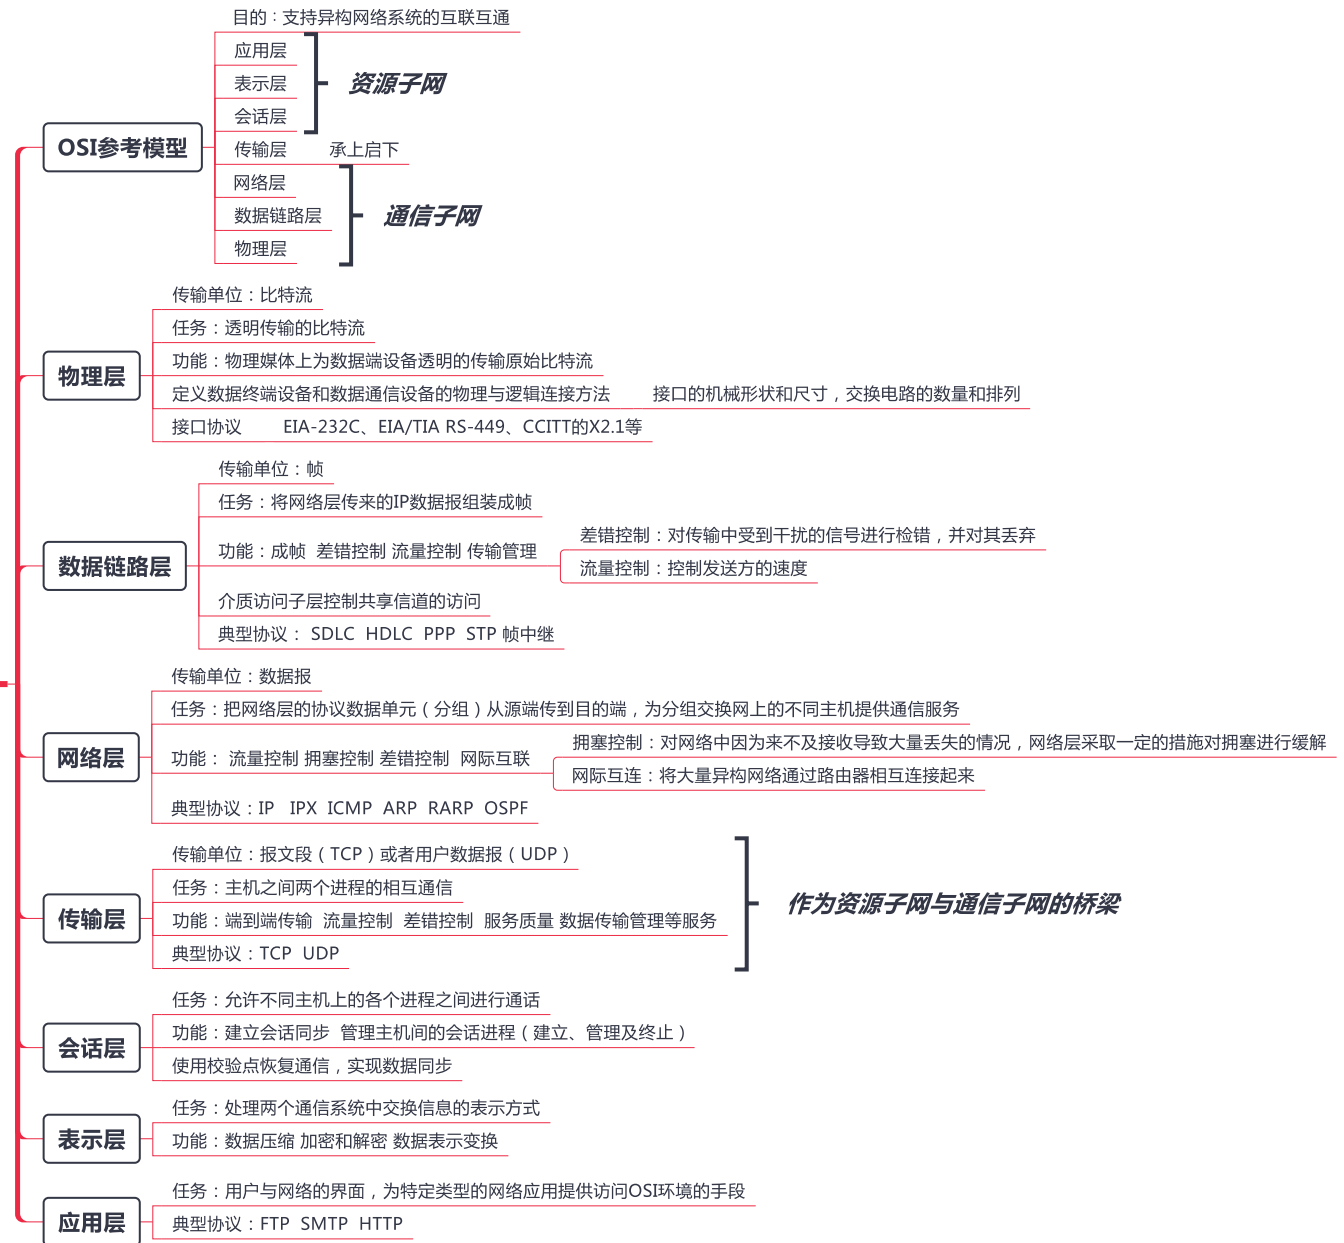 OSI参考模型
目的：支持异构网络系统的互联互通
应用层
表示层
会话层
资源子网
传输层 承上启下
网络层
数据链路层
物理层
通信子网
物理层
传输单位：比特流
任务：透明传输的比特流
功能：物理媒体上为数据端设备透明的传输原始比特流
定义数据终端设备和数据通信设备的物理与逻辑连接方法 接口的机械形状和尺寸，交换电路的数量和排列
接口协议 EIA-232C、EIA/TIA RS-449、CCITT的X2.1等
数据链路层
传输单位：帧
任务：将网络层传来的IP数据报组装成帧
功能：成帧 差错控制 流量控制 传输管理
差错控制：对传输中受到干扰的信号进行检错，并对其丢弃
流量控制：控制发送方的速度
介质访问子层控制共享信道的访问
典型协议： SDLC HDLC PPP STP 帧中继
网络层
传输单位：数据报
任务：把网络层的协议数据单元（分组）从源端传到目的端，为分组交换网上的不同主机提供通信服务
功能： 流量控制 拥塞控制 差错控制 网际互联
拥塞控制：对网络中因为来不及接收导致大量丢失的情况，网络层采取一定的措施对拥塞进行缓解
网际互连：将大量异构网络通过路由器相互连接起来
典型协议：IP IPX ICMP ARP RARP OSPF
传输层
传输单位：报文段（TCP）或者用户数据报（UDP）
任务：主机之间两个进程的相互通信
功能：端到端传输 流量控制 差错控制 服务质量 数据传输管理等服务
典型协议：TCP UDP
作为资源子网与通信子网的桥梁
会话层
任务：允许不同主机上的各个进程之间进行通话
功能：建立会话同步 管理主机间的会话进程（建立、管理及终止）
使用校验点恢复通信，实现数据同步
表示层
任务：处理两个通信系统中交换信息的表示方式
功能：数据压缩 加密和解密 数据表示变换
应用层
任务：用户与网络的界面，为特定类型的网络应用提供访问OSI环境的手段
典型协议：FTP SMTP HTTP